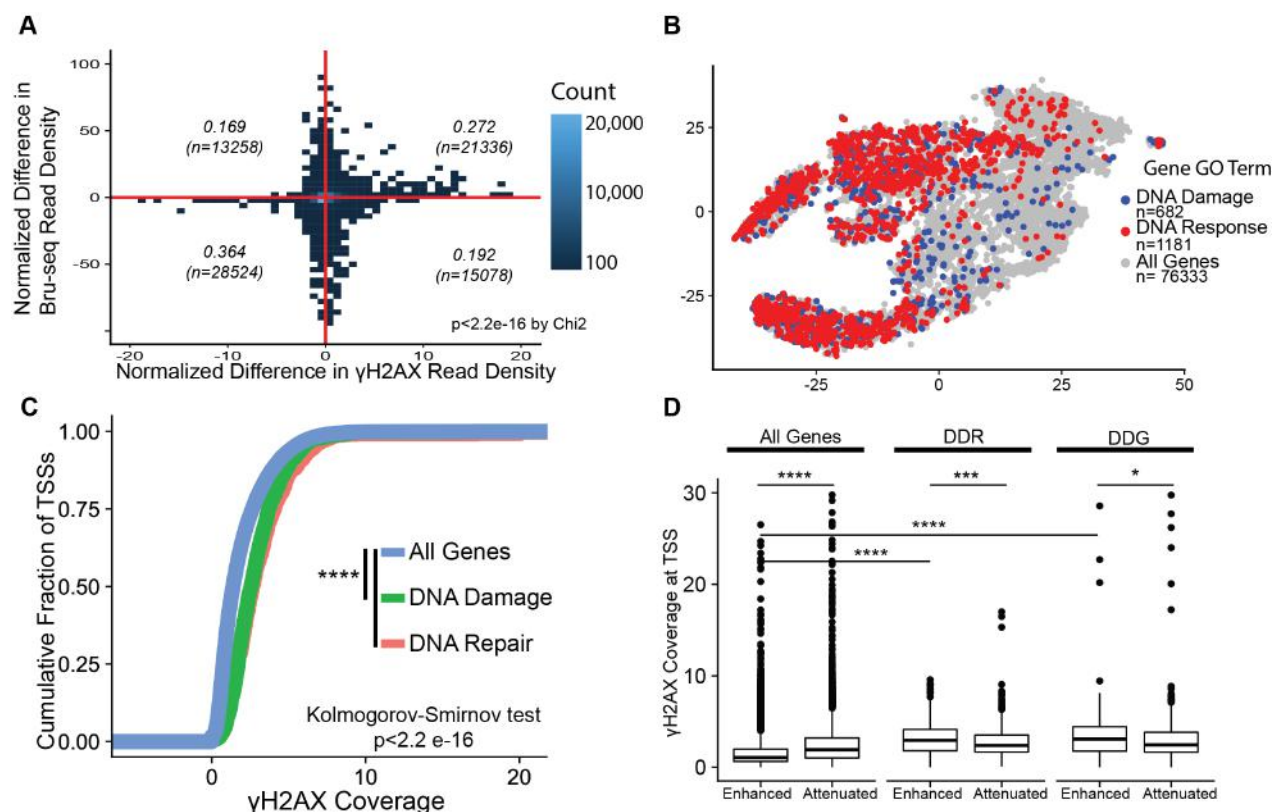 A
Normalized Difference in
Bru-seq Read Density
100
50
0
-50
0.169
(n=13258)
0.272
(n=21336)
0.364
(n=28524)
0.192
(n=15078)
p<2.2e-16 by Chi2
-20
-10
0
10
20
Normalized Difference in γH2AX Read Density
Count
20,000
10,000
100
B
25
0
-25
-25
0
25
50
Gene GO Term
DNA Damage
n=682
DNA Response
n=1181
All Genes
n= 76333
C
Cumulative Fraction of TSSs
1.00
0.75
0.50
0.25
0.00
****
All Genes
DNA Damage
DNA Repair
Kolmogorov-Smirnov test
p<2.2 e-16
0
10
20
γH2AX Coverage
D
All Genes
DDR
DDG
****
***
*
****
****
γH2AX Coverage at TSS
30
20
10
0
Enhanced
Attenuated
Enhanced
Attenuated
Enhanced
Attenuated